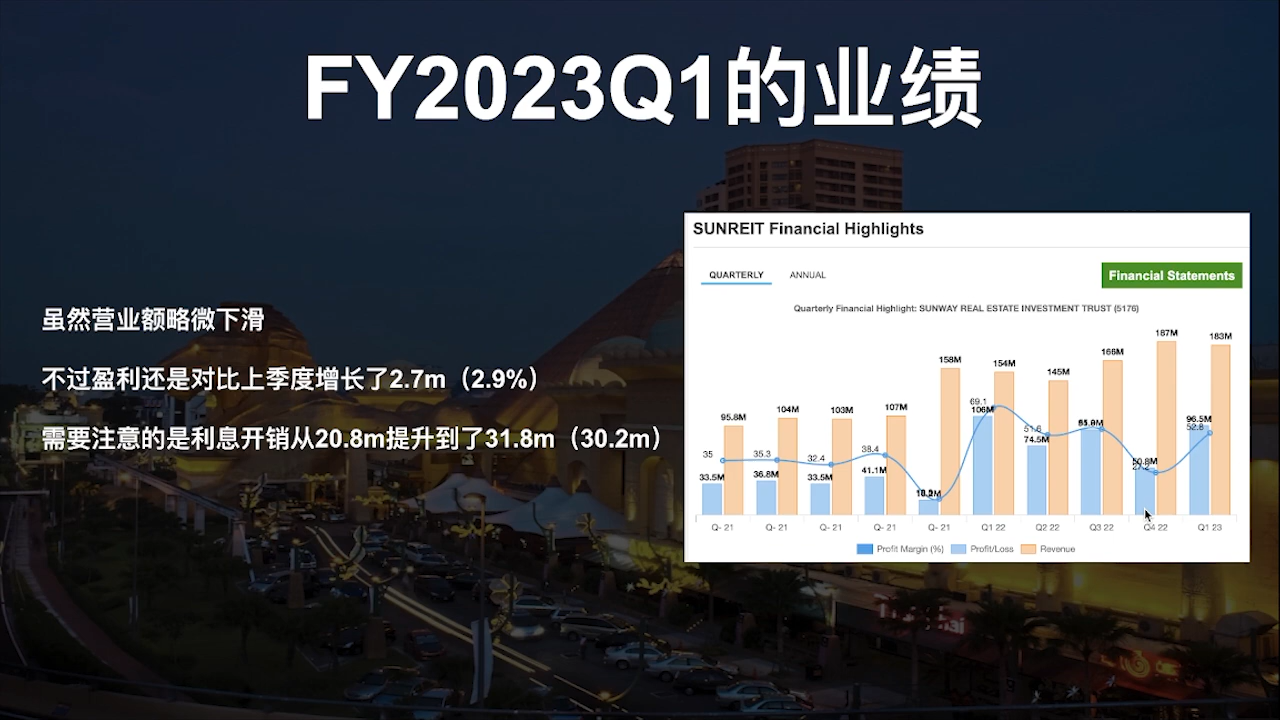 FY2023Q1的业绩
虽然营业额略微下滑
不过盈利还是对比上季度增长了2.7m（2.9%）
需要注意的是利息开销从20.8m提升到了31.8m（30.2m）
SUNREIT Financial Highlights
QUARTERLY ANNUAL
Financial Statements
Quarterly Financial Highlight: SUNWAY REAL ESTATE INVESTMENT TRUST (5176)
187M
183M
166M
158M
154M
145M
69.1
106M
104M
103M
107M
95.8M
96.5M
52.8
51.6
74.5M
38.4
35
35.3
32.4
41.1M
50.8M
33.5M
36.8M
33.5M
Q- 21 Q- 21 Q- 21 Q- 21 Q- 21 Q1 22 Q2 22 Q3 22 Q4 22 Q1 23
Profit Margin (%) Profit/Loss Revenue